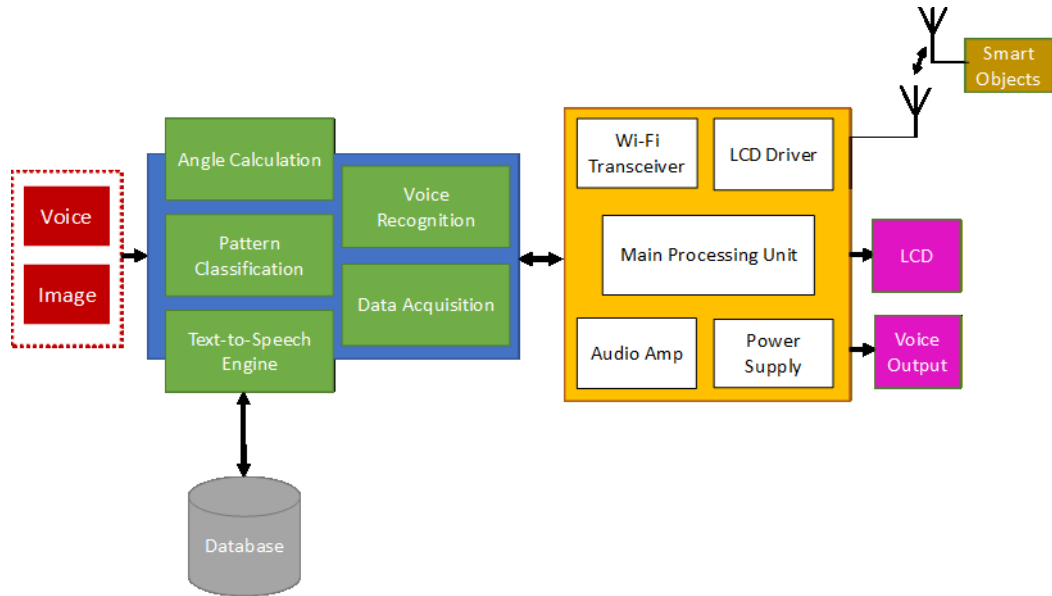 Smart
Objects
Angle Calculation
Wi-Fi
Transceiver
LCD Driver
Voice
Voice
Recognition
Pattern
Classification
Main Processing Unit
LCD
Image
Data Acquisition
Text-to-Speech
Engine
Audio Amp
Power
Supply
Voice
Output
Database